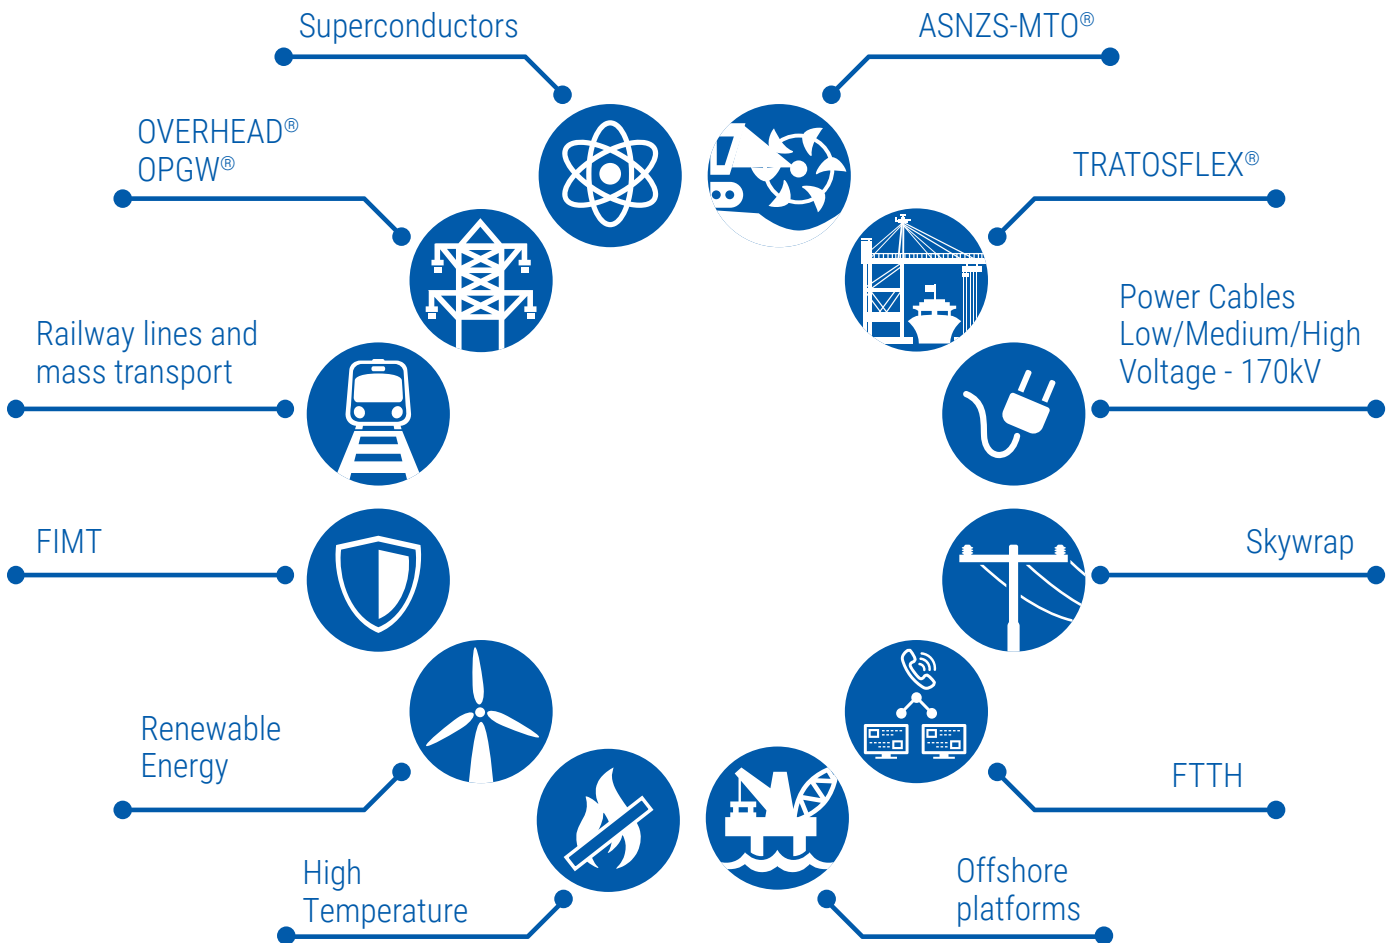 Superconductors
ASNZS-MTO®
OVERHEAD®
OPGW®
TRATOSFLEX®
Railway lines and
mass transport
Power Cables
Low/Medium/High
Voltage - 170kV
FIMT
Skywrap
Renewable
Energy
FTTH
High
Temperature
Offshore
platforms